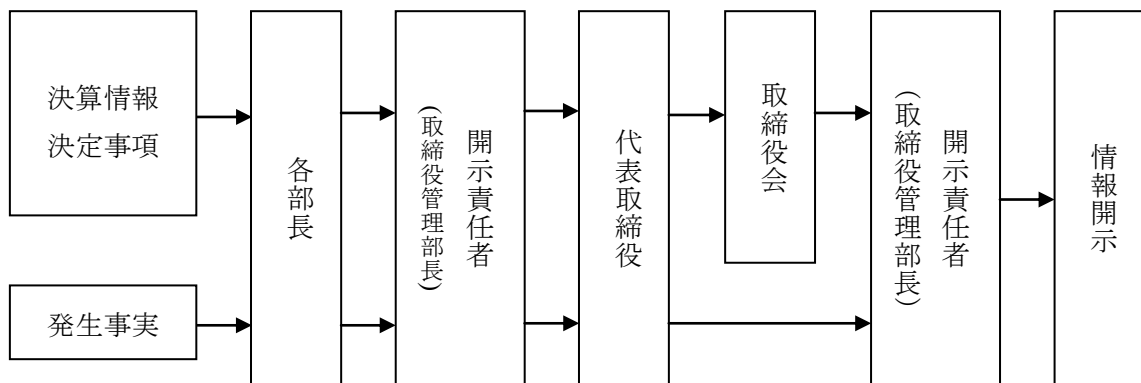 決算情報
決定事項
発生事実
各部長
開示責任者
(取締役管理部長)
代表取締役
取締役会
開示責任者
(取締役管理部長)
情報開示